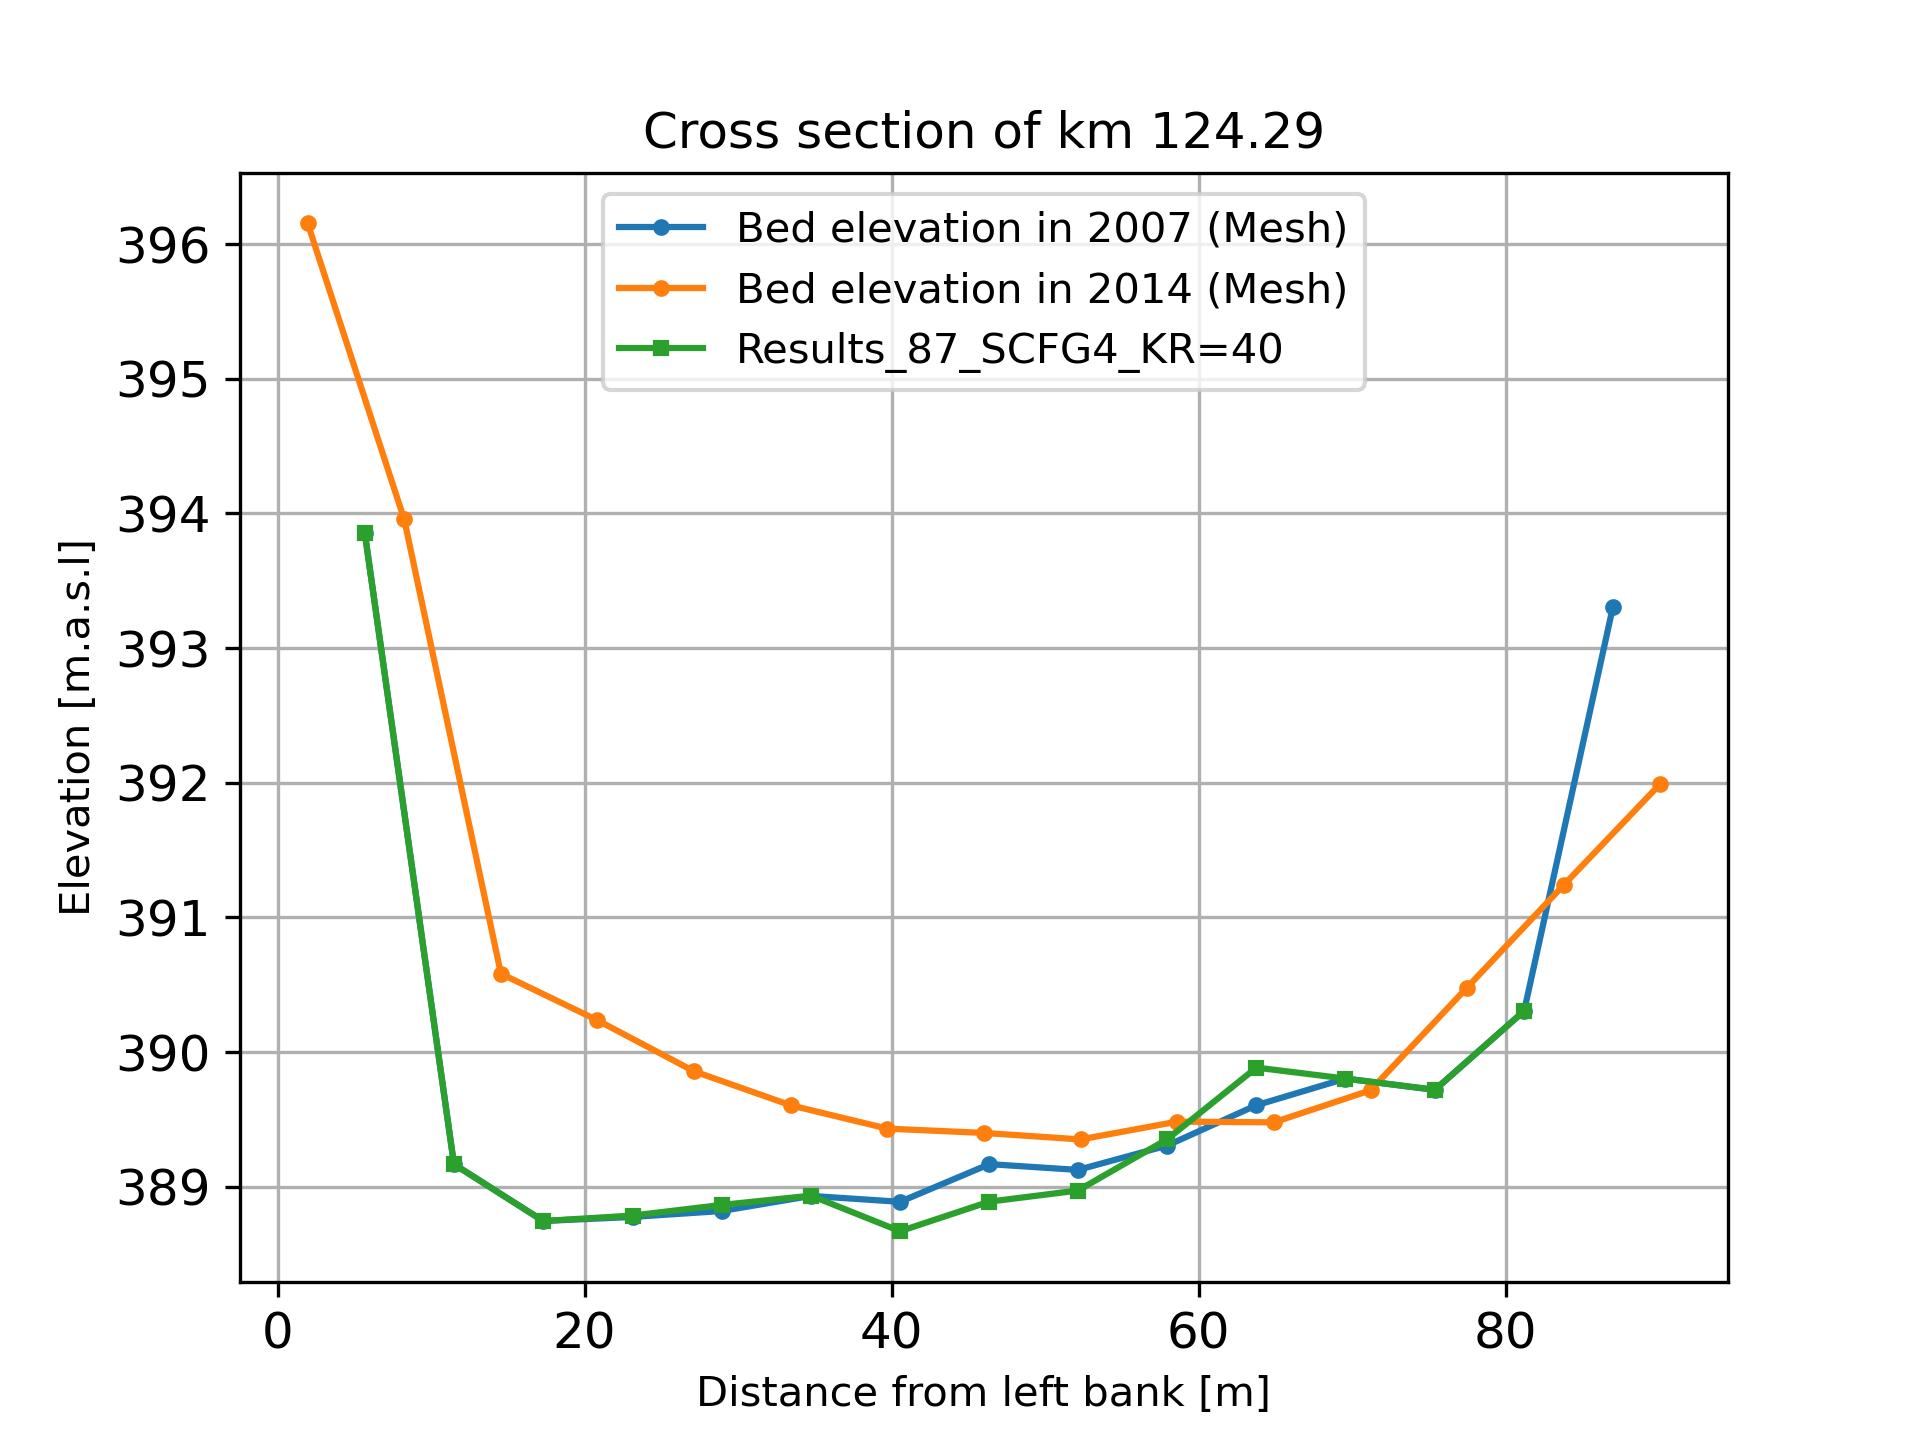 Cross section of km 124.29
Bed elevation in 2007 (Mesh)
Bed elevation in 2014 (Mesh)
Results_87_SCFG4_KR=40
396
395
394
393
392
391
390
389
Elevation [m.a.s.l]
0 20 40 60 80
Distance from left bank [m]